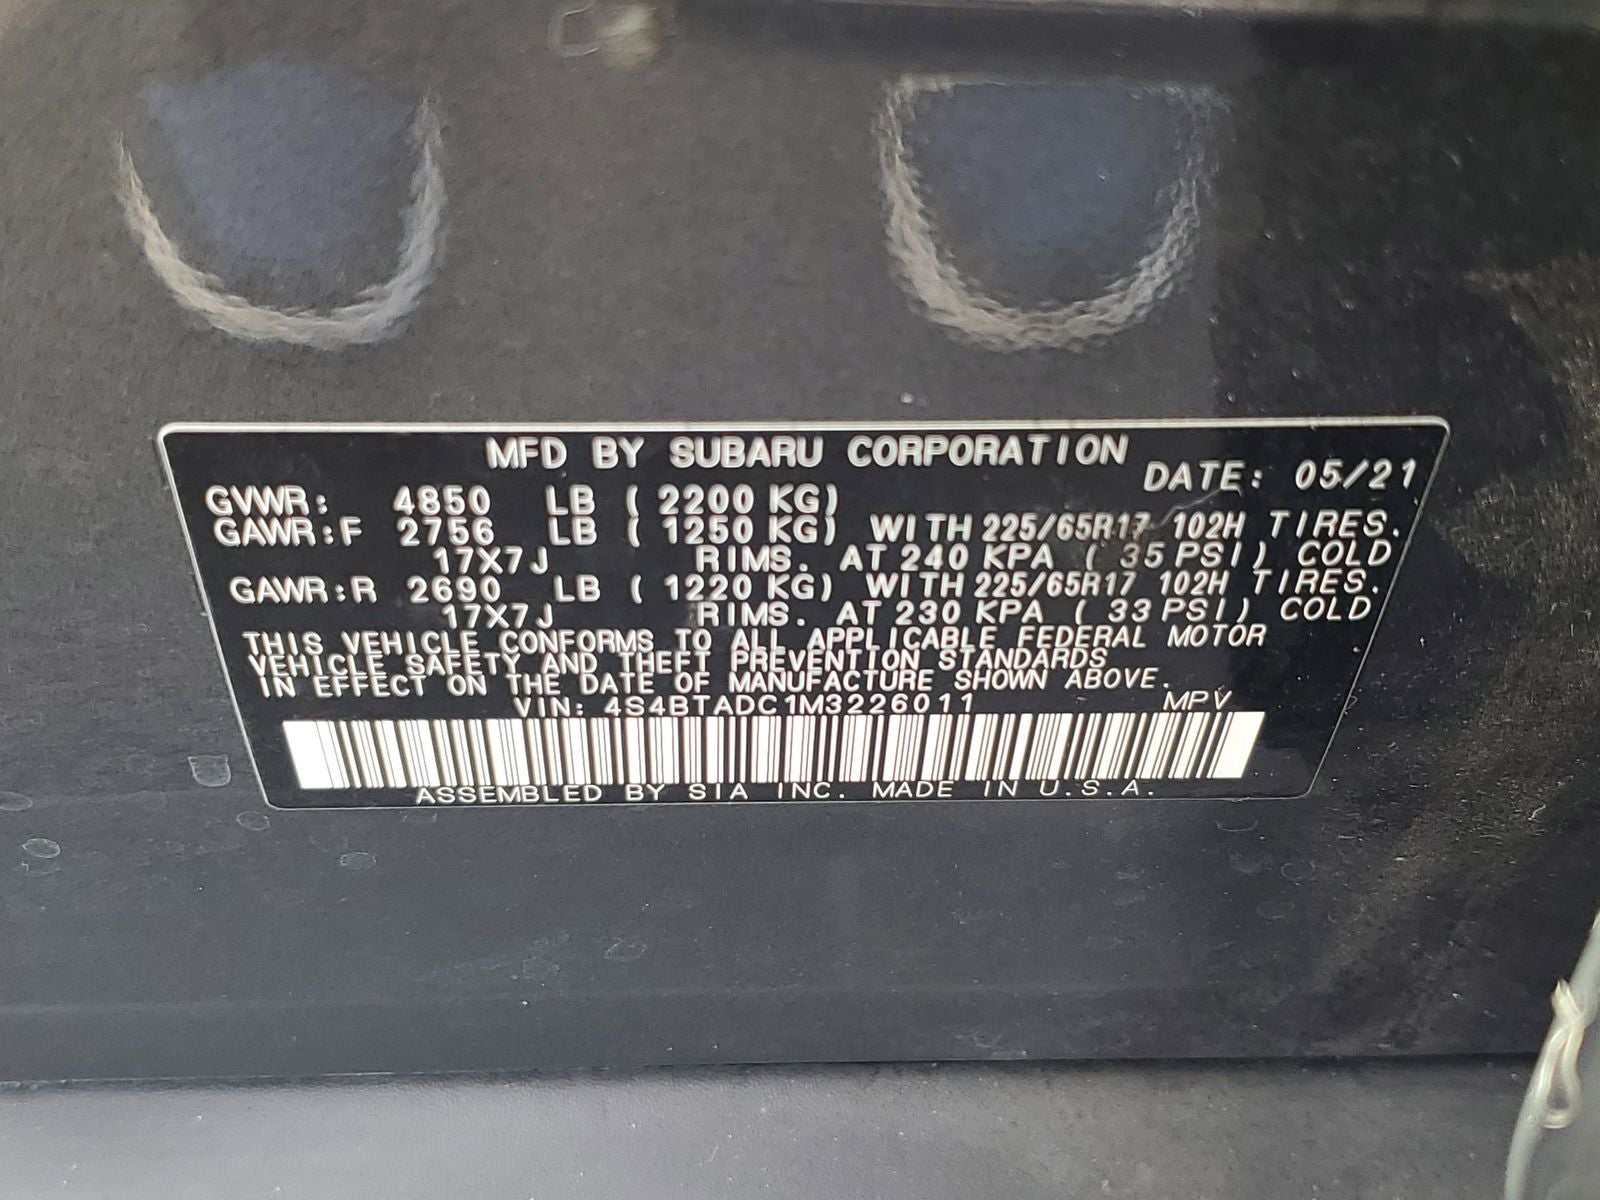 MFD BY SUBARU CORPORATION
DATE: 05/21
GVWR: 4850 LB ( 2200 KG)
GAWR:F 2756 LB ( 1250 KG) WITH 225/65R17 102H TIRES.
17X7J RIMS. AT 240 KPA ( 35 PSI) COLD
GAWR:R 2690 LB ( 1220 KG) WITH 225/65R17 102H TIRES.
17X7J RIMS. AT 230 KPA ( 33 PSI) COLD
THIS VEHICLE CONFORMS TO ALL APPLICABLE FEDERAL MOTOR
VEHICLE SAFETY AND THEFT PREVENTION STANDARDS
IN EFFECT ON THE DATE OF MANUFACTURE SHOWN ABOVE.
VIN: 4S4BTADC1M3226011 MPV
ASSEMBLED BY SIA INC. MADE IN U.S.A.